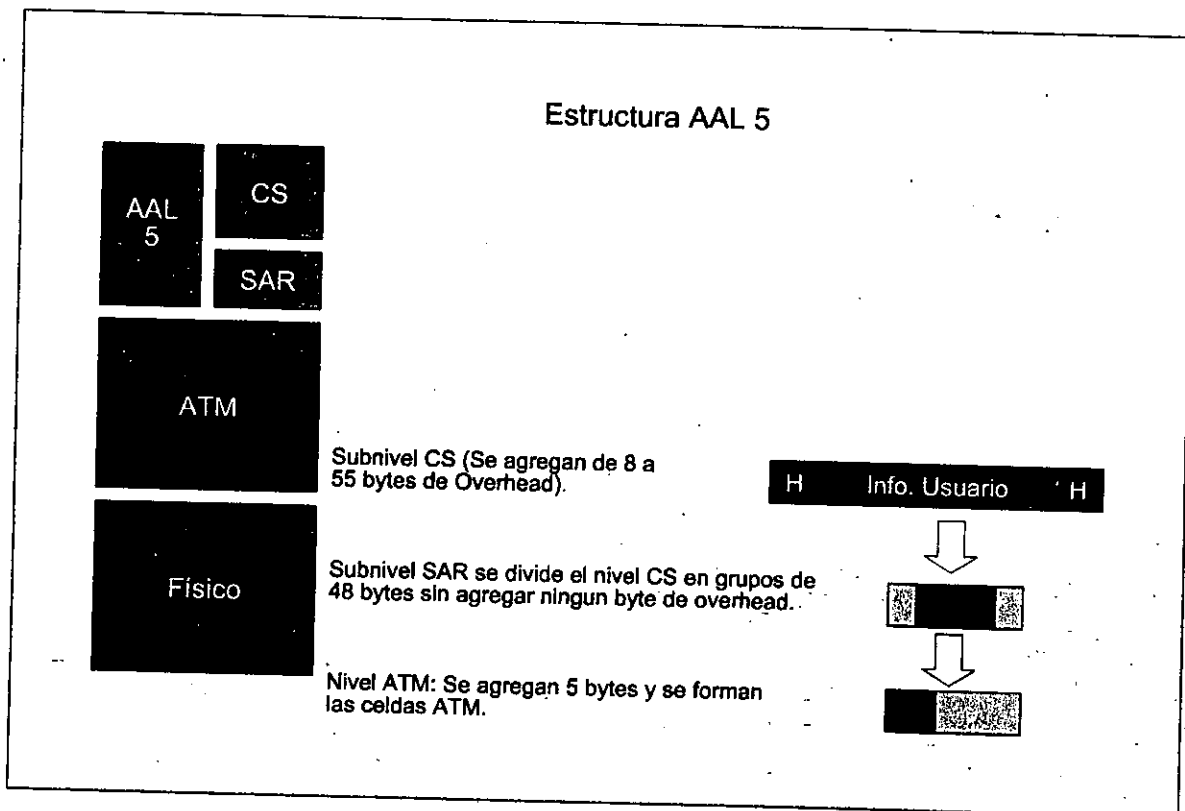 Estructura AAL 5
AAL
5
CS
SAR
ATM
Físico
Subnivel CS (Se agregan de 8 a
55 bytes de Overhead).
H Info. Usuario H
Subnivel SAR se divide el nivel CS en grupos de
48 bytes sin agregar ningun byte de overhead.
Nivel ATM: Se agregan 5 bytes y se forman
las celdas ATM.